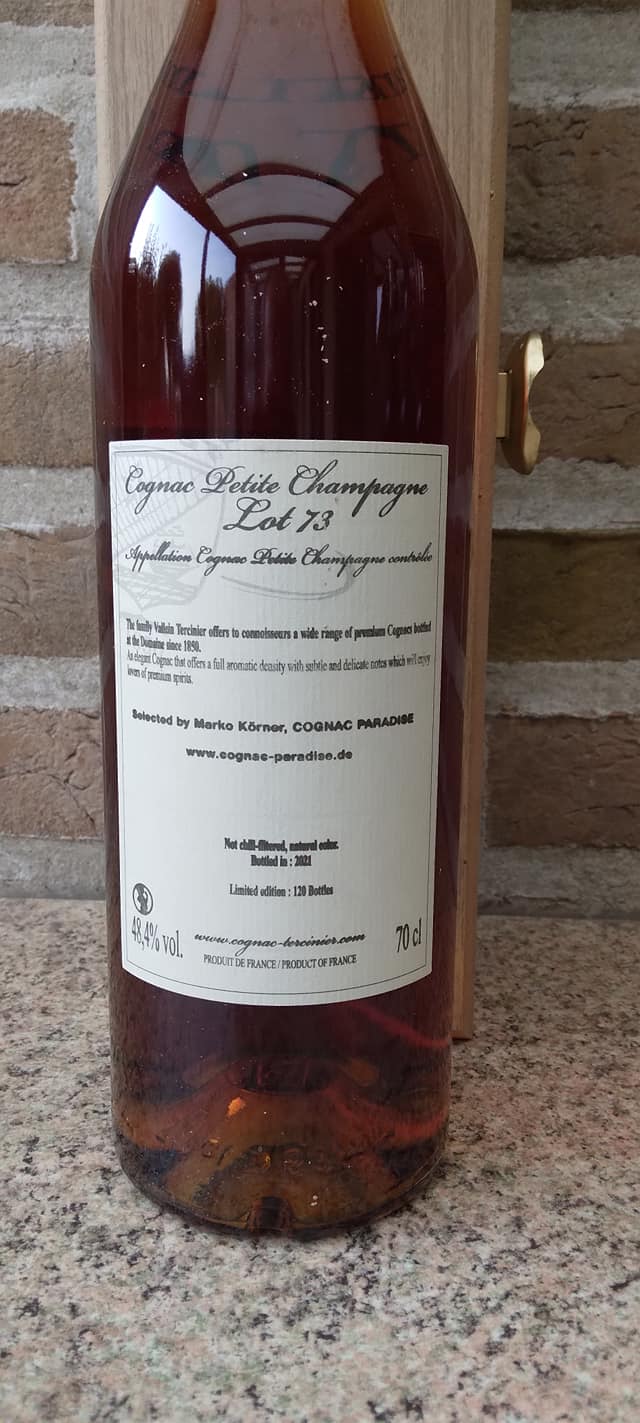 Cognac Petite Champagne
Lot 73
Appellation Cognac Petite Champagne contrôlée
The family Vallein Tercinier offers to connoisseurs a wide range of premium Cognacs bottled
at the Domaine since 1850.
An elegant Cognac that offers a full aromatic density with subtle and delicate notes which will enjoy
lovers of premium spirits.
Selected by Marko Körner, COGNAC PARADISE
www.cognac-paradise.de
Not chill-filtered, natural color.
Bottled in : 2021
Limited edition : 120 Bottles
48,4% vol.
www.cognac-tercinier.com
70 cl
PRODUIT DE FRANCE / PRODUCT OF FRANCE